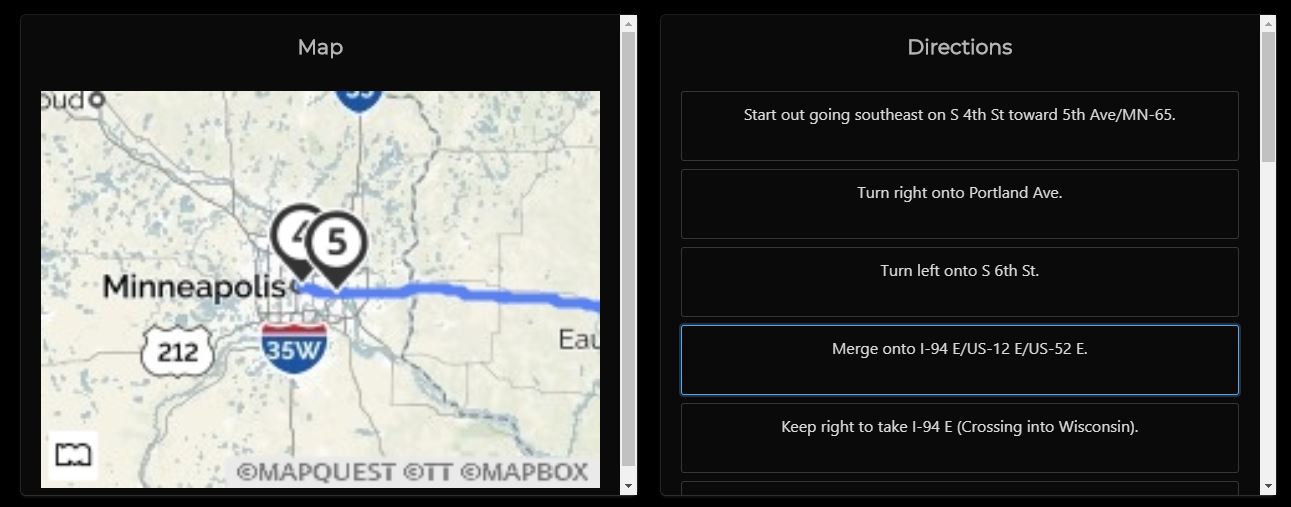 Map
oud
4
5
Minneapolis
212
35W
Eau
©MAPQUEST ©TT ©MAPBOX
Directions
Start out going southeast on S 4th St toward 5th Ave/MN-65.
Turn right onto Portland Ave.
Turn left onto S 6th St.
Merge onto I-94 E/US-12 E/US-52 E.
Keep right to take I-94 E (Crossing into Wisconsin).